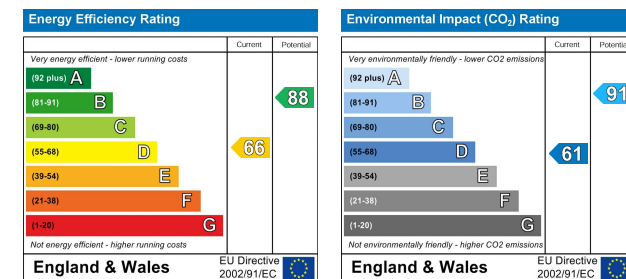 Energy Efficiency Rating
Current Potential
Very energy efficient - lower running costs
(92 plus) A
(81-91) B
88
(69-80) C
(55-68) D
66
(39-54) E
(21-38) F
(1-20) G
Not energy efficient - higher running costs
England & Wales
EU Directive
2002/91/EC
Environmental Impact (CO₂) Rating
Current Potential
Very environmentally friendly - lower CO2 emissions
(92 plus) A
(81-91) B
91
(69-80) C
(55-68) D
61
(39-54) E
(21-38) F
(1-20) G
Not environmentally friendly - higher CO2 emissions
England & Wales
EU Directive
2002/91/EC